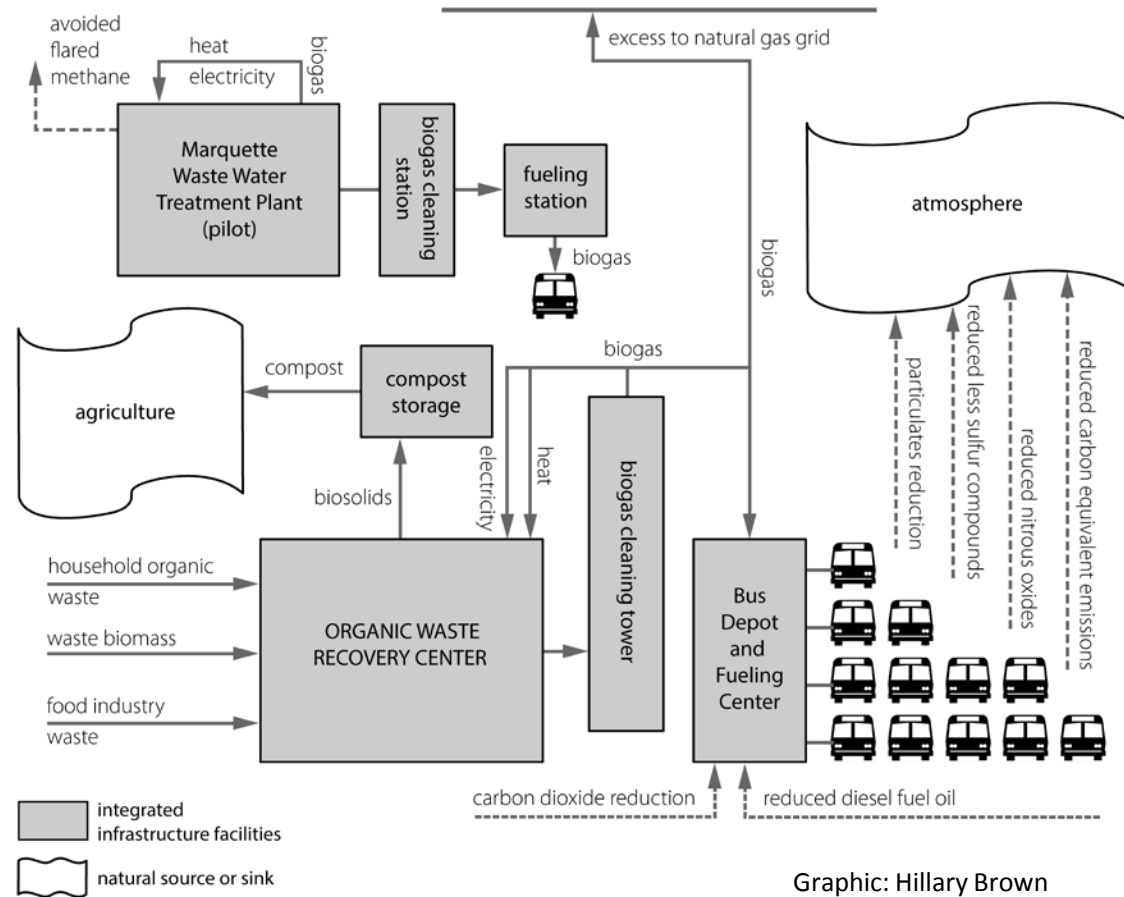 avoided
flared
methane
heat
electricity
biogas
excess to natural gas grid
Marquette
Waste Water
Treatment Plant
(pilot)
biogas cleaning
station
fueling
station
biogas
atmosphere
biogas
agriculture
compost
compost
storage
biogas
biosolids
electricity
heat
biogas cleaning tower
particulates reduction
reduced less sulfur compounds
reduced nitrous oxides
reduced carbon equivalent emissions
household organic
waste
waste biomass
food industry
waste
ORGANIC WASTE
RECOVERY CENTER
Bus
Depot
and
Fueling
Center
carbon dioxide reduction
reduced diesel fuel oil
integrated
infrastructure facilities
natural source or sink
Graphic: Hillary Brown